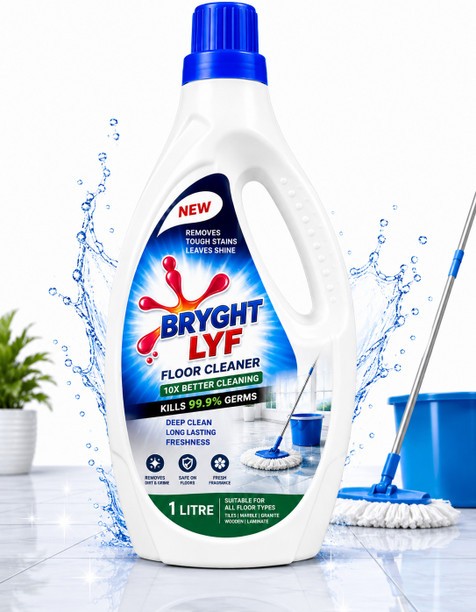 NEW
REMOVES
TOUGH STAINS
LEAVES SHINE
BRYGHT
LYF
FLOOR CLEANER
10X BETTER CLEANING
KILLS 99.9% GERMS
DEEP CLEAN
LONG LASTING
FRESHNESS
REMOVES
DIRT & GRIME
SAFE ON
FLOORS
FRESH
FRAGRANCE
1 LITRE
SUITABLE FOR
ALL FLOOR TYPES
TILES | MARBLE | GRANITE
WOODEN | LAMINATE